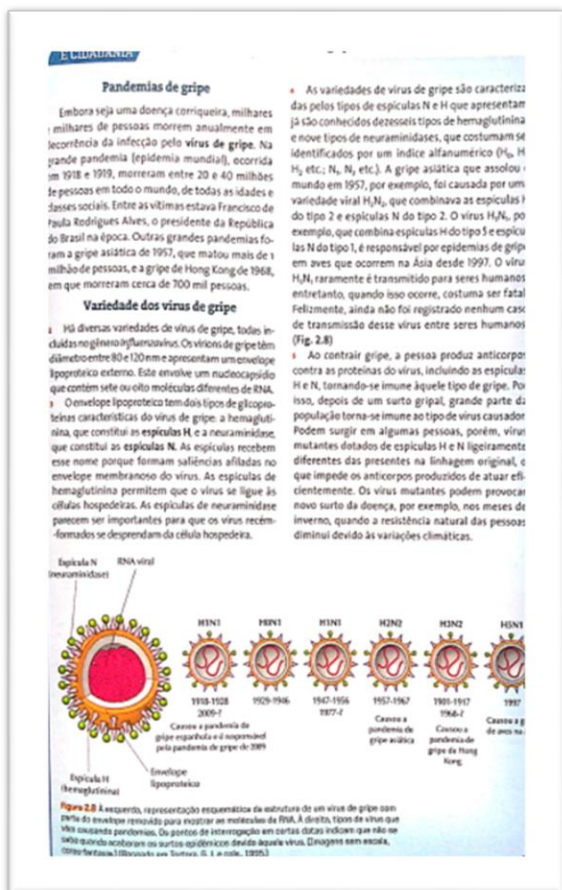 E CIDADANIA
Pandemias de gripe
Embora seja uma doença corriqueira, milhares
milhares de pessoas morrem anualmente em
decorrência da infecção pelo vírus de gripe. Na
grande pandemia (epidemia mundial), ocorrida
em 1918 e 1919, morreram entre 20 e 40 milhões
de pessoas em todo o mundo, de todas as idades e
classes sociais. Entre as vítimas estava Francisco de
Paula Rodrigues Alves, o presidente da República
do Brasil na época. Outras grandes pandemias fo-
ram a gripe asiática de 1957, que matou mais de 1
milhão de pessoas, e a gripe de Hong Kong de 1968,
em que morreram cerca de 700 mil pessoas.
Variedade dos vírus de gripe
Há diversas variedades de vírus de gripe, todas in-
cluídas no gênero Influenzavirus. Os vírions de gripe têm
diâmetro entre 80 e 120 nm e apresentam um envelope
lipoproteico externo. Este envolve um nucleocapsídio
que contém sete ou oito moléculas diferentes de RNA.
O envelope lipoproteico tem dois tipos de glicopro-
teínas características do vírus de gripe: a hemagluti-
nina, que constitui as espículas H, e a neuraminidase,
que constitui as espículas N. As espículas recebem
esse nome porque formam saliências afiladas no
envelope membranoso do vírus. As espículas de
hemaglutinina permitem que o vírus se ligue às
células hospedeiras. As espículas de neuraminidase
parecem ser importantes para que os vírus recém-
-formados se desprendam da célula hospedeira.
As variedades de vírus de gripe são caracteriza
das pelos tipos de espículas N e H que apresentam
já são conhecidos dezesseis tipos de hemaglutinina
e nove tipos de neuraminidases, que costumam se
identificados por um índice alfanumérico (H₀, H
H₂ etc.; N₁, N₂ etc.). A gripe asiática que assolou
mundo em 1957, por exemplo, foi causada por um
variedade viral H₂N₂, que combinava as espículas H
do tipo 2 e espículas N do tipo 2. O vírus H₅N₁, po
exemplo, que combina espículas H do tipo 5 e espícu
las N do tipo 1, é responsável por epidemias de gripe
em aves que ocorrem na Ásia desde 1997. O víru
H₅N₁ raramente é transmitido para seres humanos
entretanto, quando isso ocorre, costuma ser fatal
Felizmente, ainda não foi registrado nenhum caso
de transmissão desse vírus entre seres humanos
(Fig. 2.8)
Ao contrair gripe, a pessoa produz anticorpos
contra as proteínas do vírus, incluindo as espículas
H e N, tornando-se imune àquele tipo de gripe. Por
isso, depois de um surto gripal, grande parte da
população torna-se imune ao tipo de vírus causador
Podem surgir em algumas pessoas, porém, vírus
mutantes dotados de espículas H e N ligeiramente
diferentes das presentes na linhagem original, o
que impede os anticorpos produzidos de atuar efi-
cientemente. Os vírus mutantes podem provocar
novo surto da doença, por exemplo, nos meses de
inverno, quando a resistência natural das pessoas
diminui devido às variações climáticas.
Espícula N
(neuraminidase)
RNA viral
Espícula H
(hemaglutinina)
Envelope
lipoproteico
H1N1
1918-1928
2009-?
Causou a pandemia de
gripe espanhola e é responsável
pela pandemia de gripe de 2009
H0N1
1929-1946
H1N1
1947-1956
1977-?
H2N2
1957-1967
Causou a
pandemia de
gripe asiática
H3N2
1901-1917
1968-?
Causou a
pandemia de
gripe de Hong
Kong
H5N1
1997
Causou a g
de aves na
Figura 2.8 À esquerda, representação esquemática da estrutura de um vírus de gripe com
parte do envelope removido para mostrar as moléculas de RNA. À direita, tipos de vírus que
vêm causando pandemias. Os pontos de interrogação em certas datas indicam que não se
sabe quando acabaram os surtos epidêmicos devido àquele vírus. (Imagens sem escala,
cores-fantasia.) (Baseado em Tortora, G. J. e cols., 1995.)